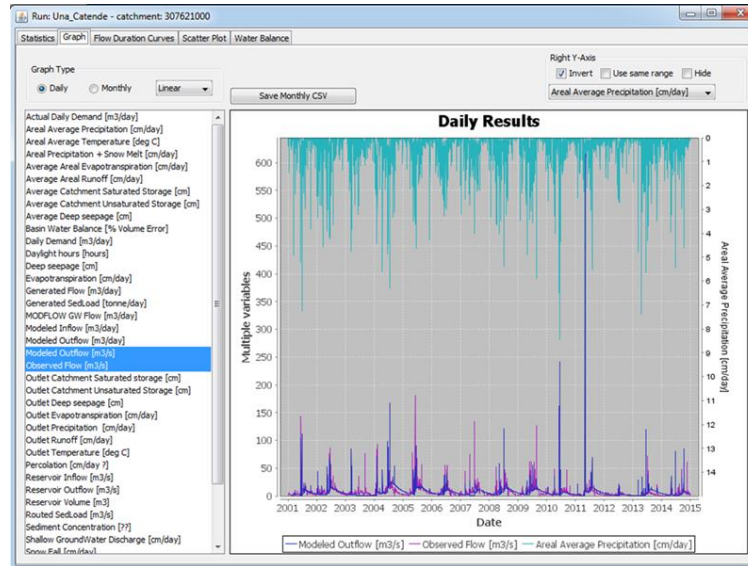 Run: Una_Catende - catchment: 307621000
Statistics Graph Flow Duration Curves Scatter Plot Water Balance
Graph Type
Daily Monthly Linear
Save Monthly CSV
Right Y-Axis
Invert Use same range Hide
Areal Average Precipitation [cm/day]
Actual Daily Demand [m3/day]
Areal Average Precipitation [cm/day]
Areal Average Temperature [deg C]
Areal Precipitation + Snow Melt [cm/day]
Average Areal Evapotranspiration [cm/day]
Average Areal Runoff [cm/day]
Average Catchment Saturated Storage [cm]
Average Catchment Unsaturated Storage [cm]
Average Deep seepage [cm]
Basin Water Balance [% Volume Error]
Daily Demand [m3/day]
Daylight hours [hours]
Deep seepage [cm]
Evapotranspiration [cm/day]
Generated Flow [m3/day]
Generated SedLoad [tonne/day]
MODFLOW GW Flow [m3/day]
Modeled Inflow [m3/day]
Modeled Outflow [m3/day]
Modeled Outflow [m3/s]
Observed Flow [m3/s]
Outlet Catchment Saturated storage [cm]
Outlet Catchment Unsaturated Storage [cm]
Outlet Deep seepage [cm]
Outlet Evapotranspiration [cm/day]
Outlet Precipitation [cm/day]
Outlet Runoff [cm/day]
Outlet Temperature [deg C]
Percolation [cm/day ?]
Reservoir Inflow [m3/s]
Reservoir Outflow [m3/s]
Reservoir Volume [m3]
Routed SedLoad [m3/s]
Sediment Concentration [??]
Shallow GroundWater Discharge [cm/day]
Snow Fall [cm/day]
Daily Results
Multiple variables
600
550
500
450
400
350
300
250
200
150
100
50
0
0
1
2
3
4
5
6
7
8
9
10
11
12
13
14
Areal Average Precipitation [cm/day]
2001 2002 2003 2004 2005 2006 2007 2008 2009 2010 2011 2012 2013 2014 2015
Date
Modeled Outflow [m3/s] Observed Flow [m3/s] Areal Average Precipitation [cm/day]